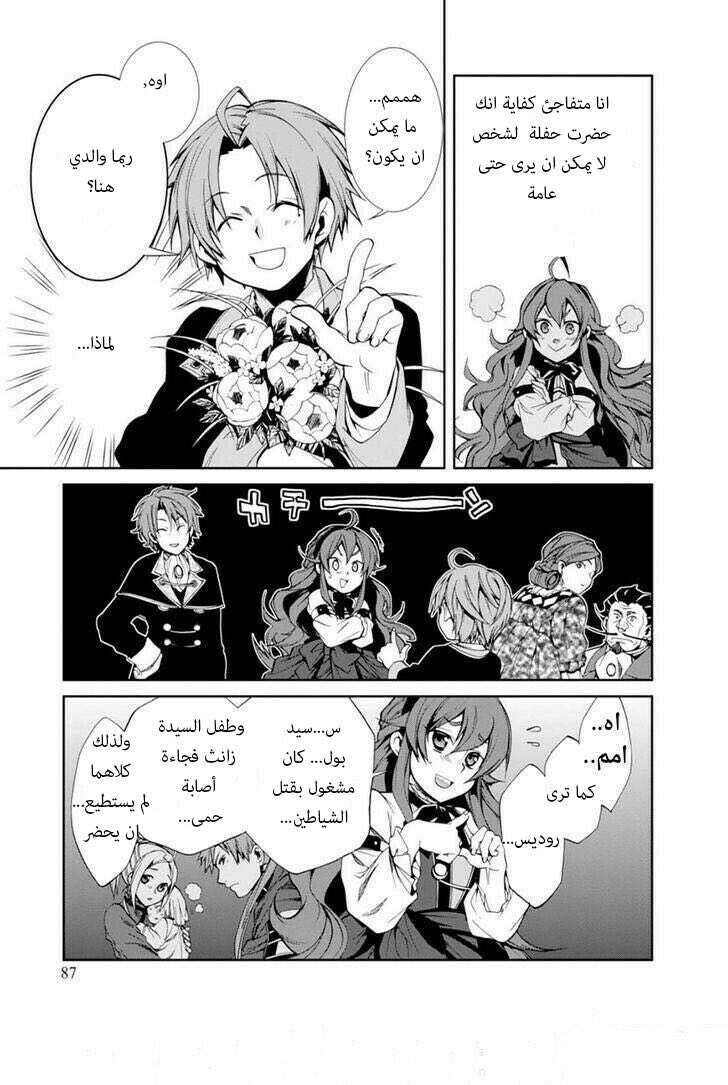 انا متفاجئ كفاية انك
حضرت حفلة لشخص
لا يمكن ان يرى حتى
عامة
هممم...
ما يمكن
ان يكون؟
اوه,
ربما والدي
هنا؟
لماذا...
اه..
امم..
كما ترى
روديس...
س...سيد
بول... كان
مشغول بقتل
الشياطين...
وطفل السيدة
زانث فجاءة
أصابة
حمى...
ولذلك
كلاهما
لم يستطيع...
إن يحضر
87